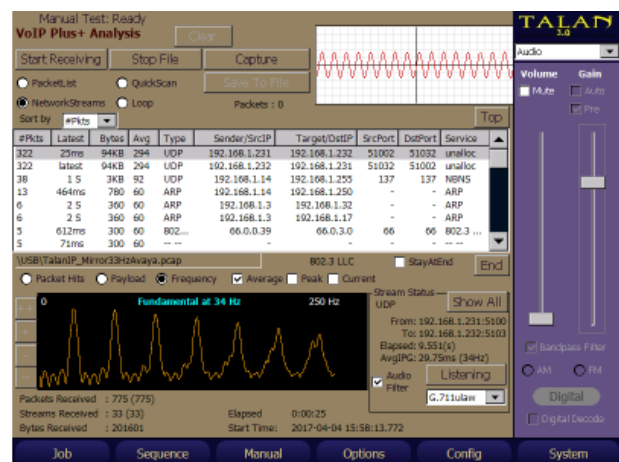 Manual Test: Ready
VoIP Plus+ Analysis
Clear
Start Receiving
Stop File
Capture
PacketList
QuickScan
Save To File
NetworkStreams
Loop
Packets : 0
Sort by
#Pkts
Top
#Pkts Latest Bytes Avg Type Sender/SrcIP Target/DstIP SrcPort DstPort Service
322 25ms 94KB 294 UDP 192.168.1.231 192.168.1.232 51002 51032 unalloc
322 latest 94KB 294 UDP 192.168.1.232 192.168.1.231 51032 51002 unalloc
38 1 S 3KB 92 UDP 192.168.1.14 192.168.1.255 137 137 NBNS
13 464ms 780 60 ARP 192.168.1.14 192.168.1.250 - - ARP
6 2 S 360 60 ARP 192.168.1.3 192.168.1.32 - - ARP
6 2 S 360 60 ARP 192.168.1.3 192.168.1.17 - - ARP
5 612ms 300 60 802... 66.0.0.39 66.0.3.0 66 66 802.3 ...
5 71ms 300 60 -- -- -- --
\USB\TalanIP_Mirror33HzAvaya.pcap
802.3 LLC
StayAtEnd
End
Packet Hits
Payload
Frequency
Average
Peak
Current
0
Fundamental at 34 Hz
250 Hz
++
+
-
--
Stream Status
UDP
Show All
From: 192.168.1.231:5100
To: 192.168.1.232:5103
Elapsed: 9.551(s)
AvgIPG: 29.75ms (34Hz)
Audio Filter
Listening
G.711ulaw
Packets Received : 775 (775)
Streams Received : 33 (33)
Elapsed 0:00:25
Bytes Received : 201601
Start Time: 2017-04-04 15:58:13.772
TALAN
3.0
Audio
Volume
Gain
Mute
Auto
Pre
Bandpass Filter
AM
FM
Digital
Digital Decode
Job
Sequence
Manual
Options
Config
System